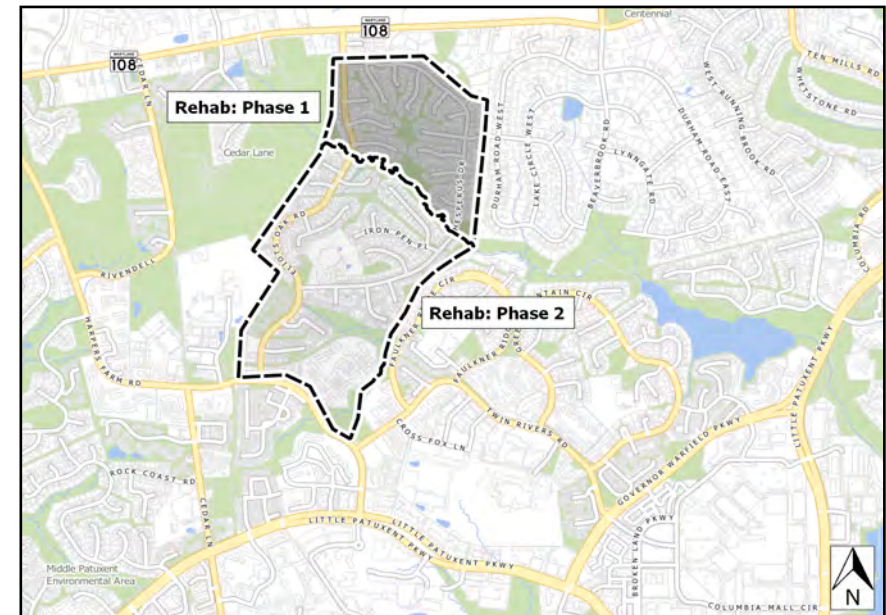 Centennial
MARYLAND
108
MARYLAND
108
CEDAR LN
TEN MILLS RD
WHETSTONE RD
Rehab: Phase 1
WEST RUNNING BROOK RD
DURHAM ROAD WEST
LAKE CIRCLE WEST
BEAVERBROOK RD
LYNNGATE RD
DURHAM ROAD EAST
Cedar Lane
HESPERUS DR
COLUMBIA RD
ELIOTS OAK RD
IRON PEN PL
RIVENDELL
HARPERS FARM RD
Rehab: Phase 2
FAULKNER RIDGE CIR
FAULKNER RIDGE
TWIN RIVERS RD
CROSS FOX LN
LITTLE PATUXENT PKWY
GOVERNOR WARFIELD PKWY
ROCK COAST RD
CEDAR LN
LITTLE PATUXENT PKWY
LITTLE PATUXENT PKWY
BROKEN LAND PKWY
Middle Patuxent
Environmental Area
COLUMBIA MALL CIR
N